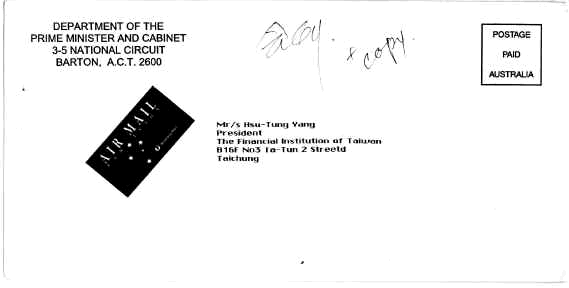 DEPARTMENT OF THE
PRIME MINISTER AND CABINET
3-5 NATIONAL CIRCUIT
BARTON, A.C.T. 2600
+ copy.
POSTAGE
PAID
AUSTRALIA
AIR MAIL
Mr/s Hsu-Tung Yang
President
The Financial Institution of Taiwan
B16F No3 Ta-Tun 2 Streetd
Taichung